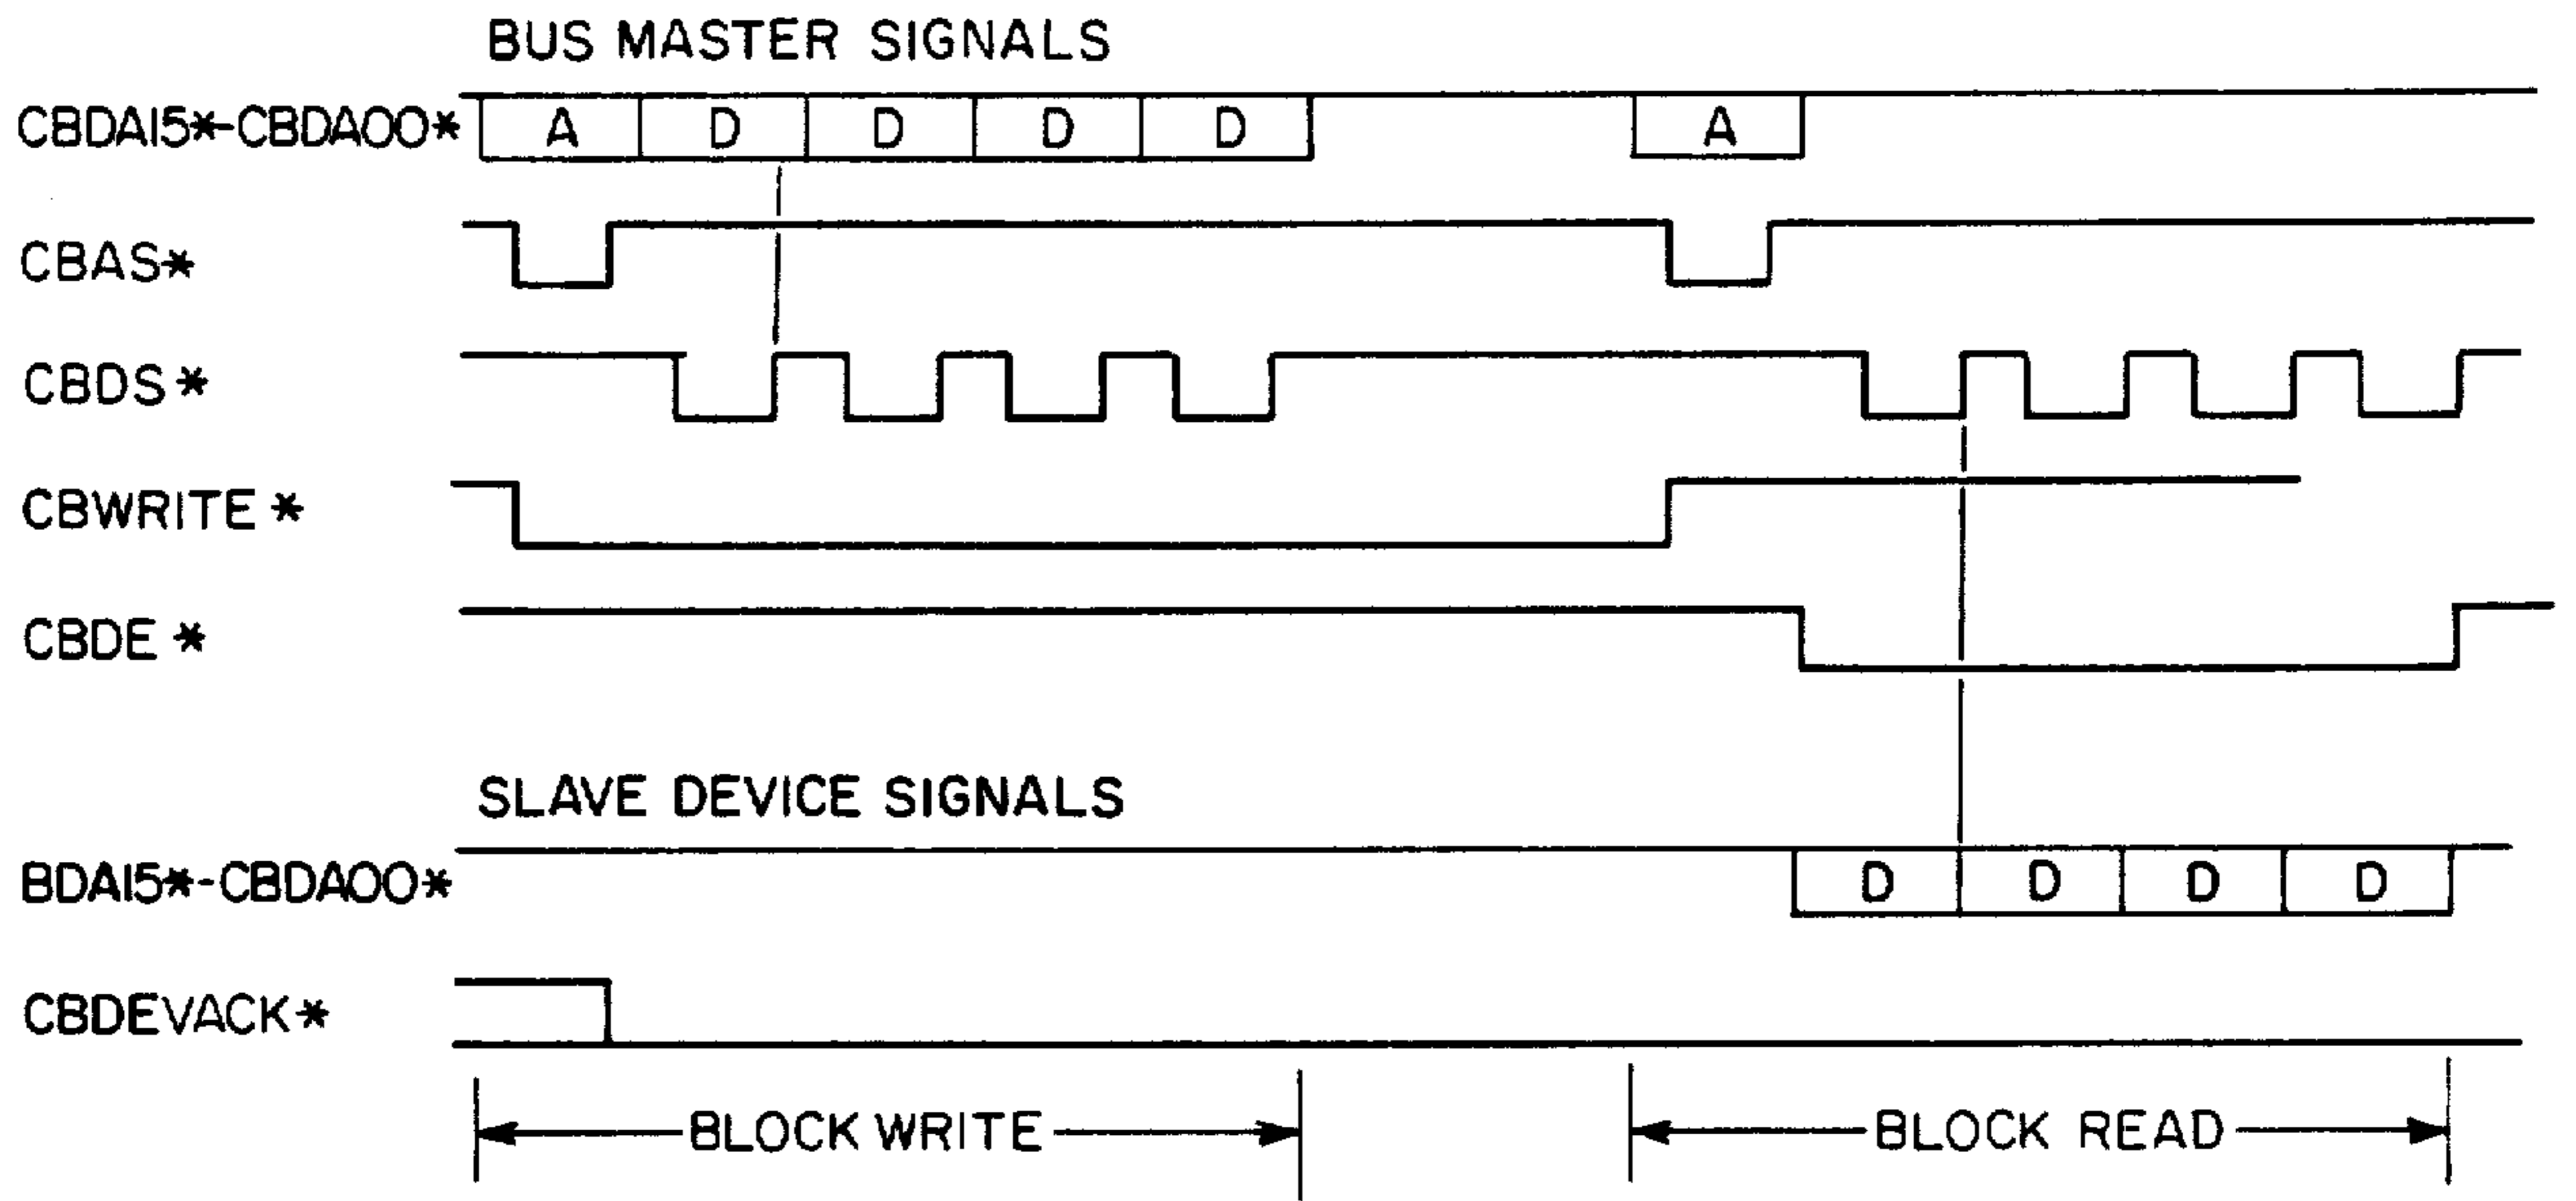 BUS MASTER SIGNALS
CBDA15*-CBDA00* A D D D D A
CBAS*
CBDS*
CBWRITE*
CBDE*
SLAVE DEVICE SIGNALS
BDA15*-CBDA00* D D D D
CBDEVACK*
BLOCK WRITE BLOCK READ